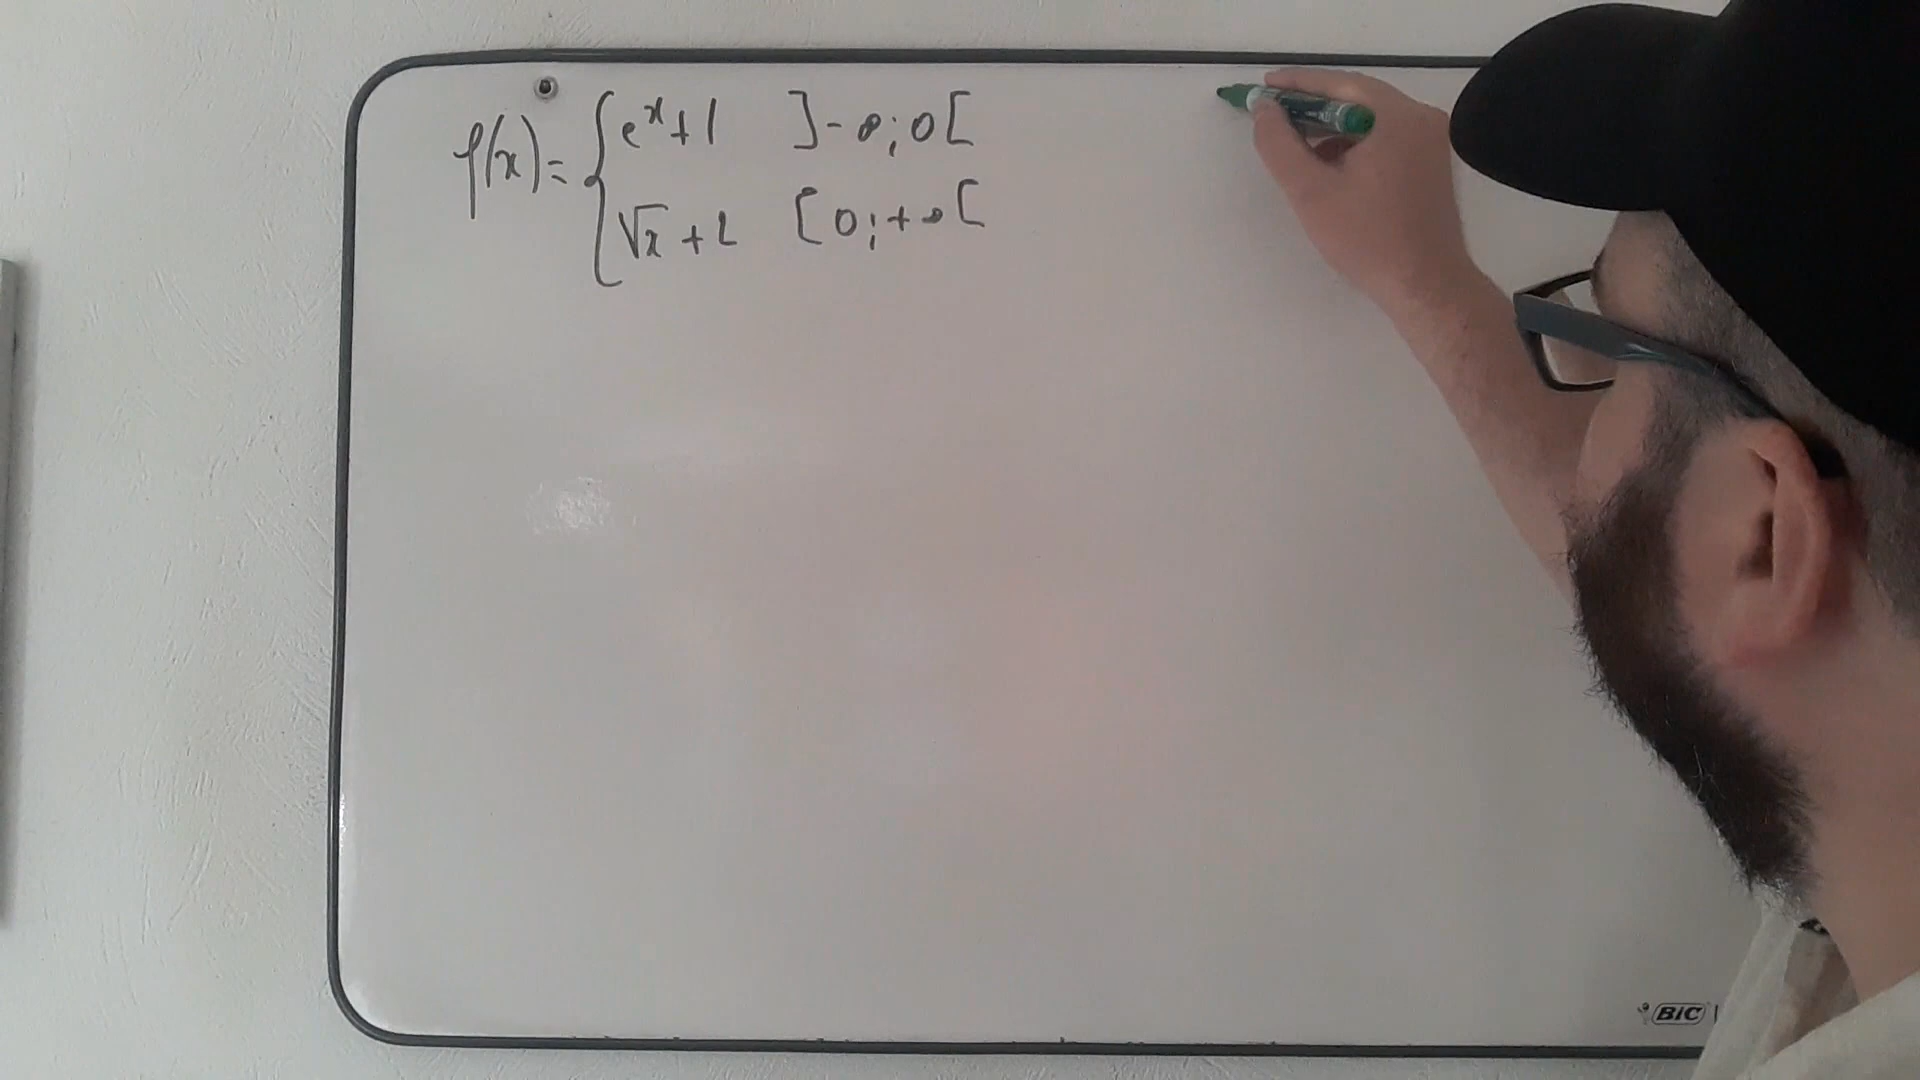 f(x) = { e^x + 1 ]-∞; 0[
√x + 2 [0; +∞[
BIC